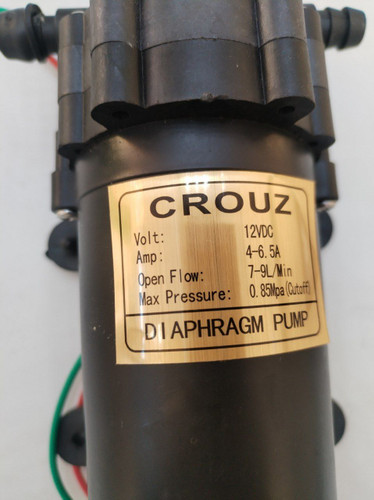 CROUZ
Volt: 12VDC
Amp: 4-6.5A
Open Flow: 7-9L/Min
Max Pressure: 0.85Mpa(Cutoff)
DIAPHRAGM PUMP